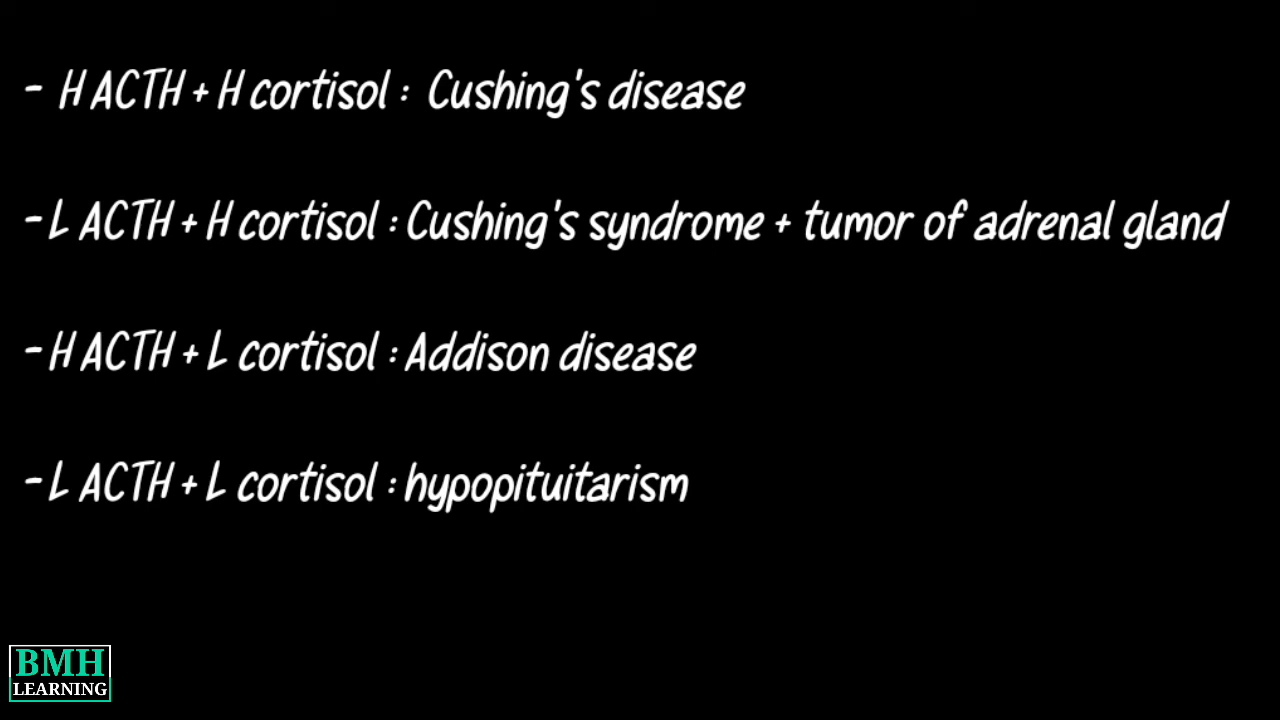 - H ACTH + H cortisol : Cushing's disease
- L ACTH + H cortisol : Cushing's syndrome + tumor of adrenal gland
- H ACTH + L cortisol : Addison disease
- L ACTH + L cortisol : hypopituitarism
BMH
LEARNING